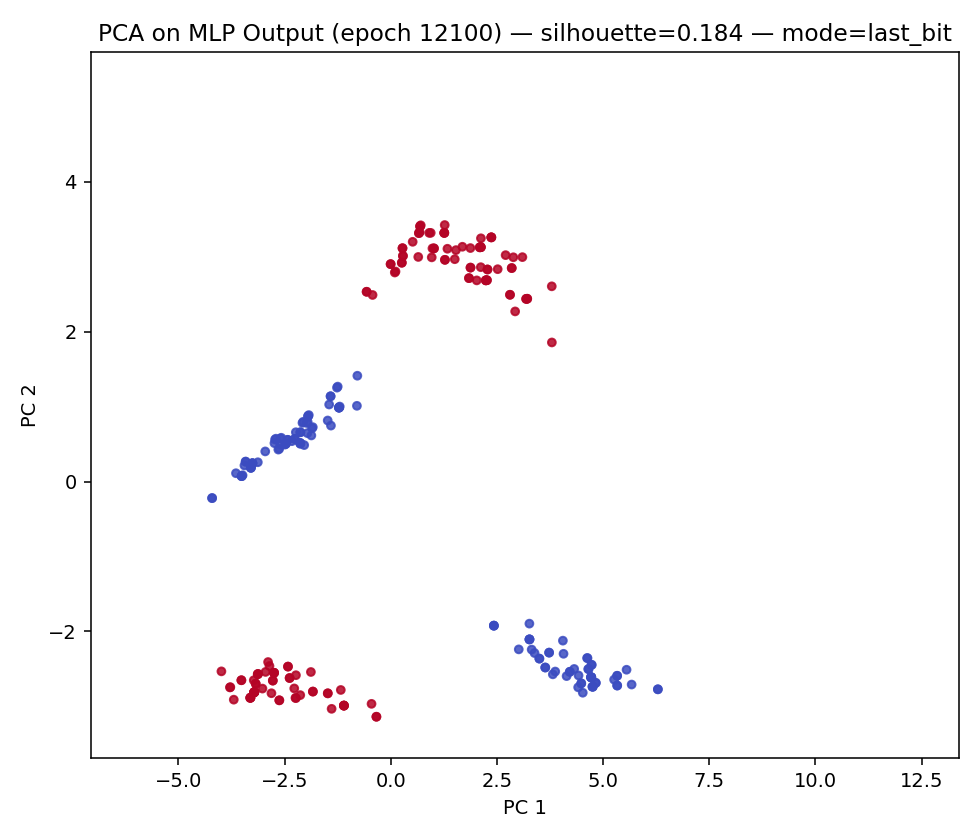 PCA on MLP Output (epoch 12100) — silhouette=0.184 — mode=last_bit
4
2
0
−2
PC 2
−5.0 −2.5 0.0 2.5 5.0 7.5 10.0 12.5
PC 1